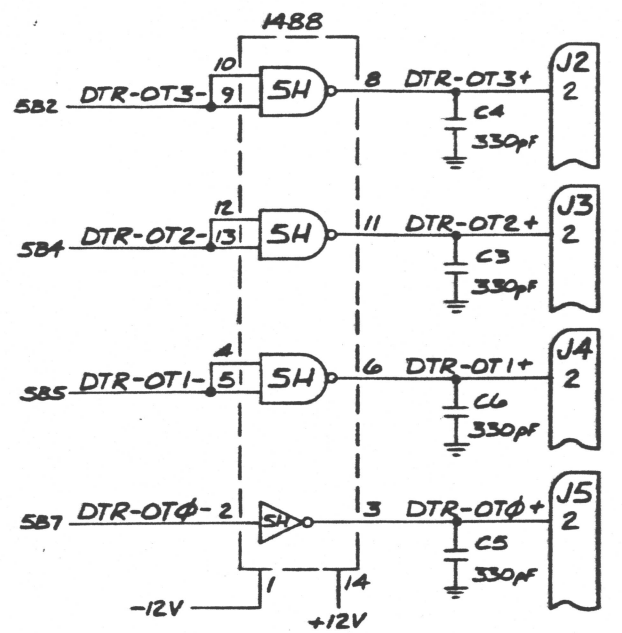 1488
10
5B2 DTR-OT3- 9 5H 8 DTR-OT3+ J2
2
C4
330pF
12
5B4 DTR-OT2- 13 5H 11 DTR-OT2+ J3
2
C3
330pF
4
5B5 DTR-OT1- 5 5H 6 DTR-OT1+ J4
2
C6
330pF
5B7 DTR-OTØ- 2 5H 3 DTR-OTØ+ J5
2
C5
330pF
1 14
-12V
+12V